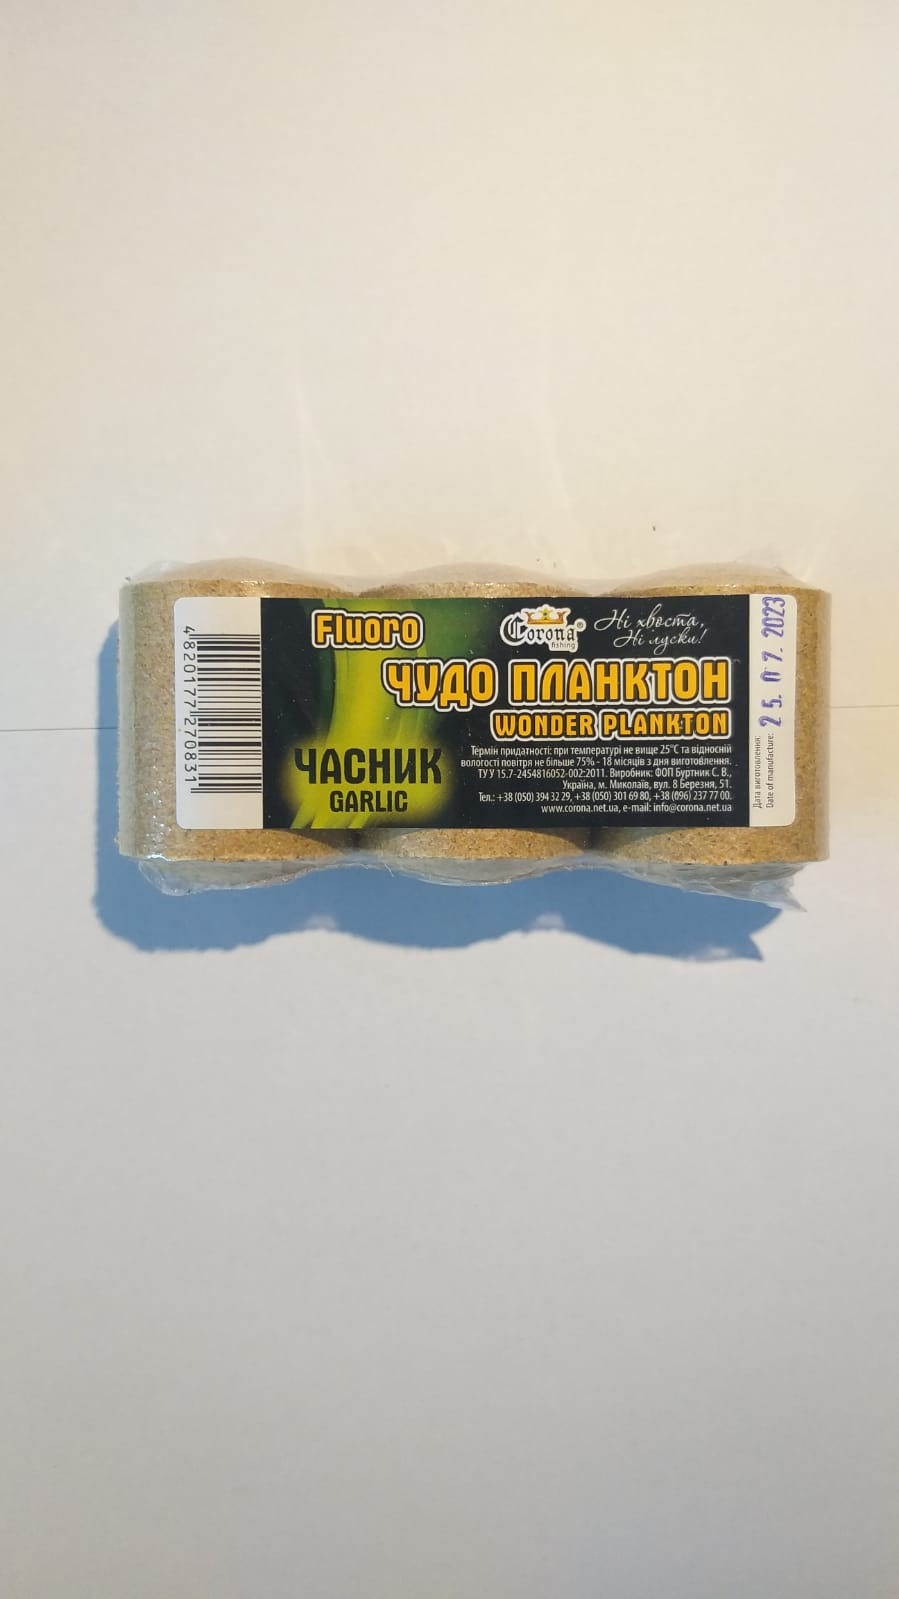 4820177270831
Fluoro
Corona®
fishing
Ні хвоста,
Ні луски!
ЧУДО ПЛАНКТОН
WONDER PLANKTON
ЧАСНИК
GARLIC
Термін придатності: при температурі не вище 25°С та відносній
вологості повітря не більше 75% - 18 місяців з дня виготовлення.
ТУ У 15.7-2454816052-002:2011. Виробник: ФОП Буртник С. В.,
Україна, м. Миколаїв, вул. 8 Березня, 51.
Тел.: +38 (050) 394 32 29, +38 (050) 301 69 80, +38 (096) 237 77 00.
www.corona.net.ua, e-mail: info@corona.net.ua
Дата виготовлення:
Date of manufacture:
25. 07. 2023